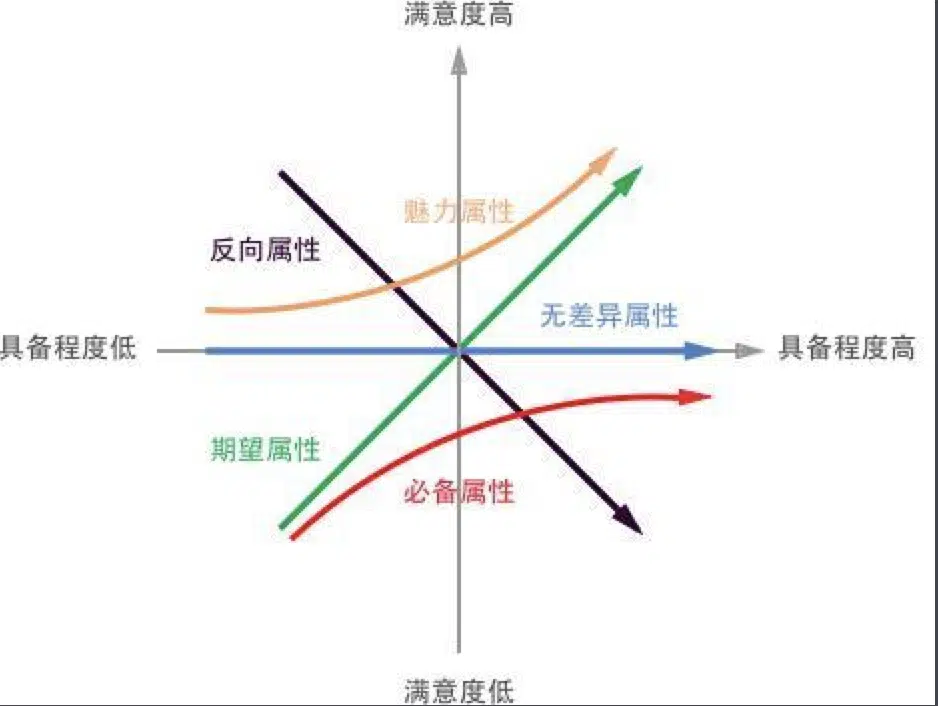 满意度高
魅力属性
反向属性
无差异属性
具备程度低
具备程度高
期望属性
必备属性
满意度低